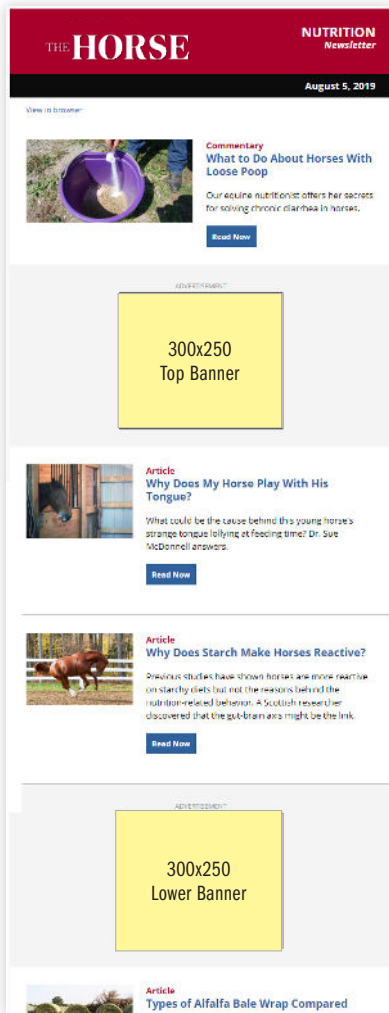 THE HORSE
NUTRITION
Newsletter
August 5, 2019
View in browser
Commentary
What to Do About Horses With
Loose Poop
Our equine nutritionist offers her secrets
for solving chronic diarrhea in horses.
Read Now
ADVERTISEMENT
300x250
Top Banner
Article
Why Does My Horse Play With His
Tongue?
What could be the cause behind this young horse's
strange tongue lollying at feeding time? Dr. Sue
McDonnell answers.
Read Now
Article
Why Does Starch Make Horses Reactive?
Previous studies have shown horses are more reactive
on starchy diets but not the reasons behind the
nutrition-related behavior. A Scottish researcher
discovered that the gut-brain axis might be the link.
Read Now
ADVERTISEMENT
300x250
Lower Banner
Article
Types of Alfalfa Bale Wrap Compared